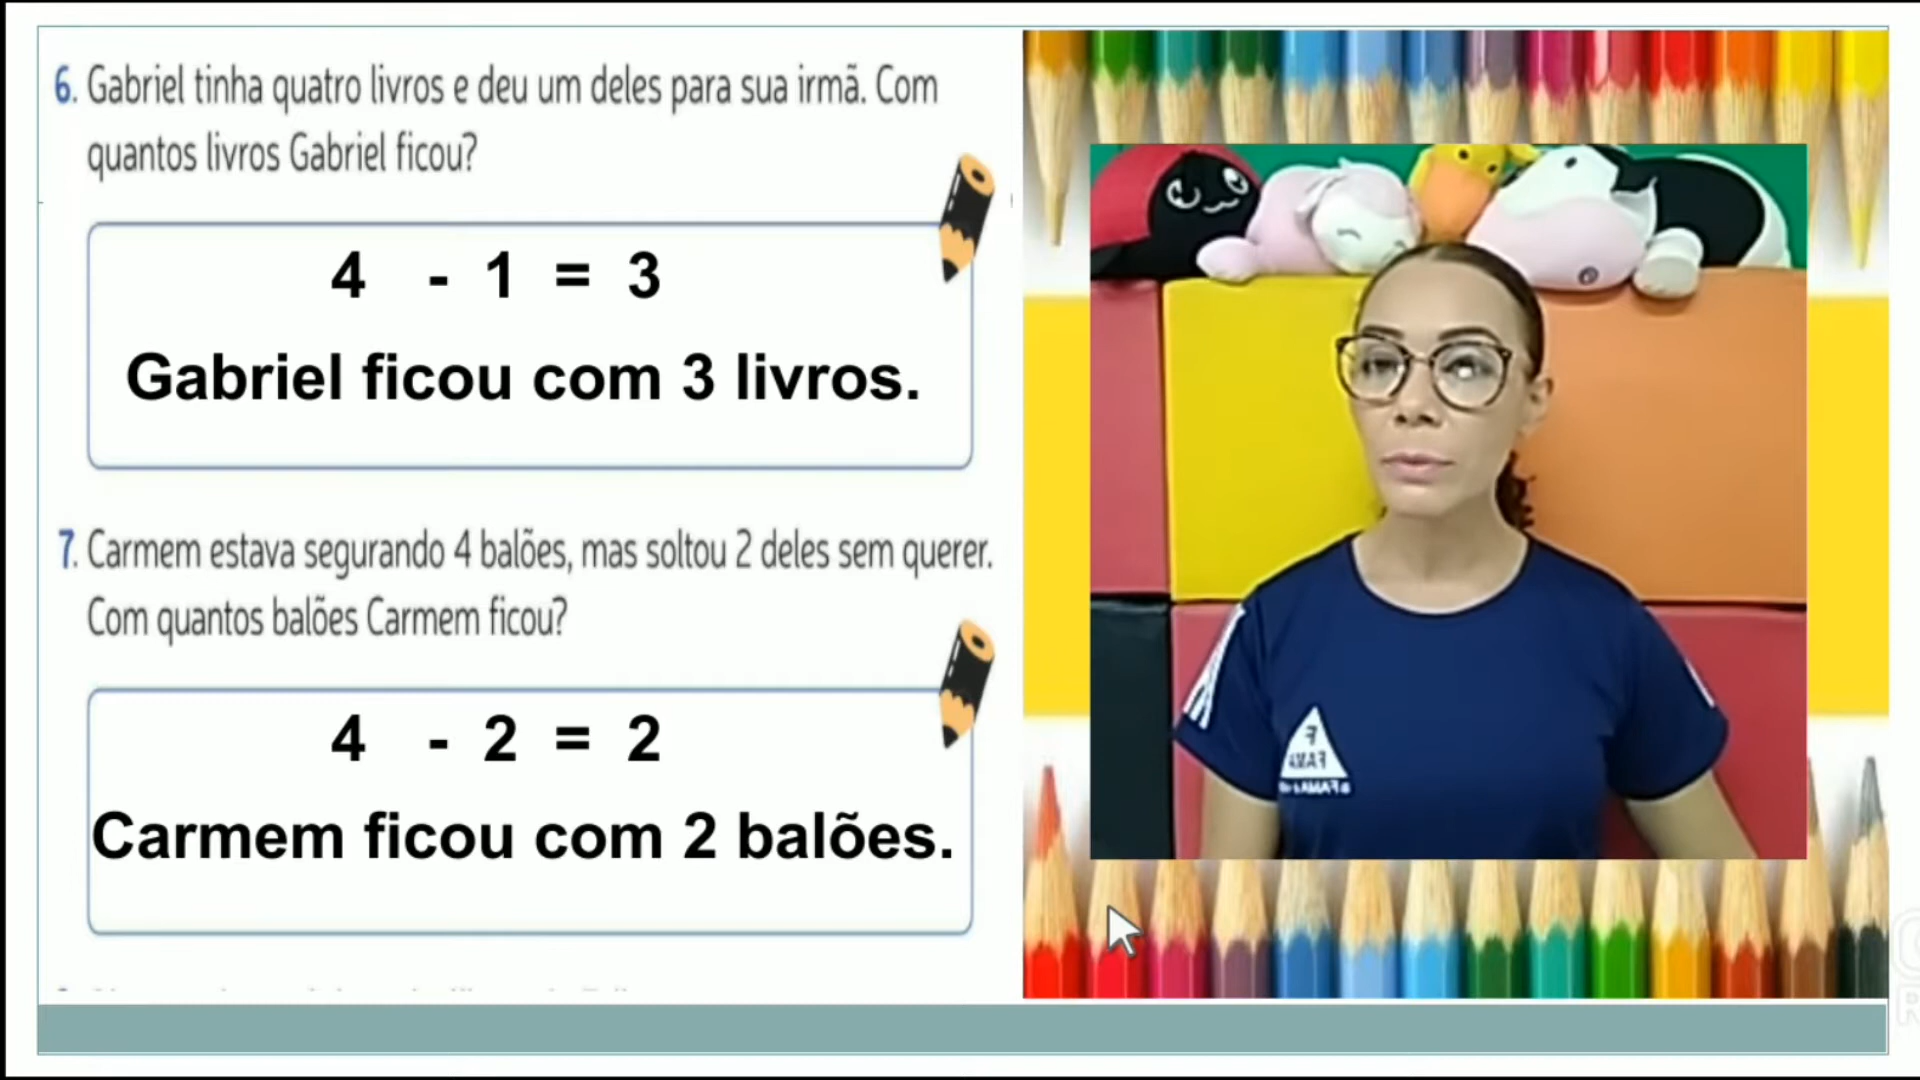 6. Gabriel tinha quatro livros e deu um deles para sua irmã. Com
quantos livros Gabriel ficou?
4 - 1 = 3
Gabriel ficou com 3 livros.
7. Carmem estava segurando 4 balões, mas soltou 2 deles sem querer.
Com quantos balões Carmem ficou?
4 - 2 = 2
Carmem ficou com 2 balões.
F
FAMA